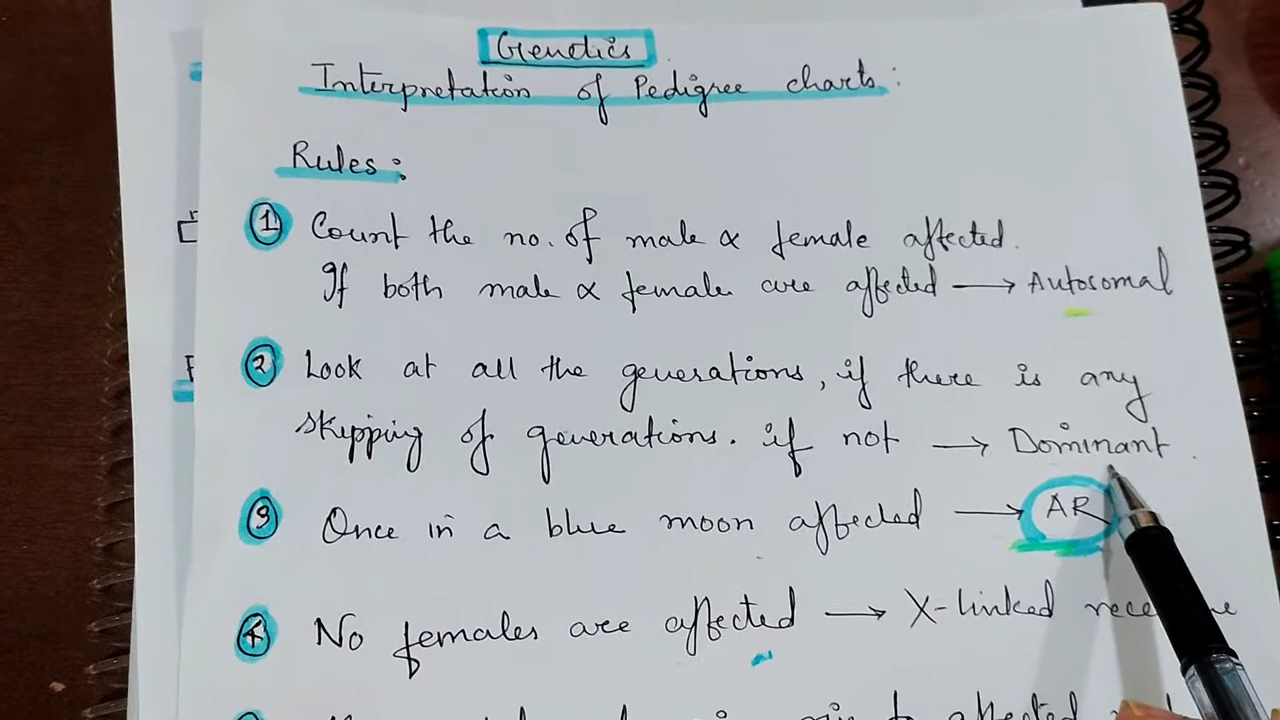 Genetics
Interpretation of Pedigree charts:
Rules:
① Count the no. of male & female affected.
If both male & female are affected → Autosomal
② Look at all the generations, if there is any
skipping of generations. if not → Dominant.
③ Once in a blue moon affected → AR
④ No females are affected → X-linked
to affected